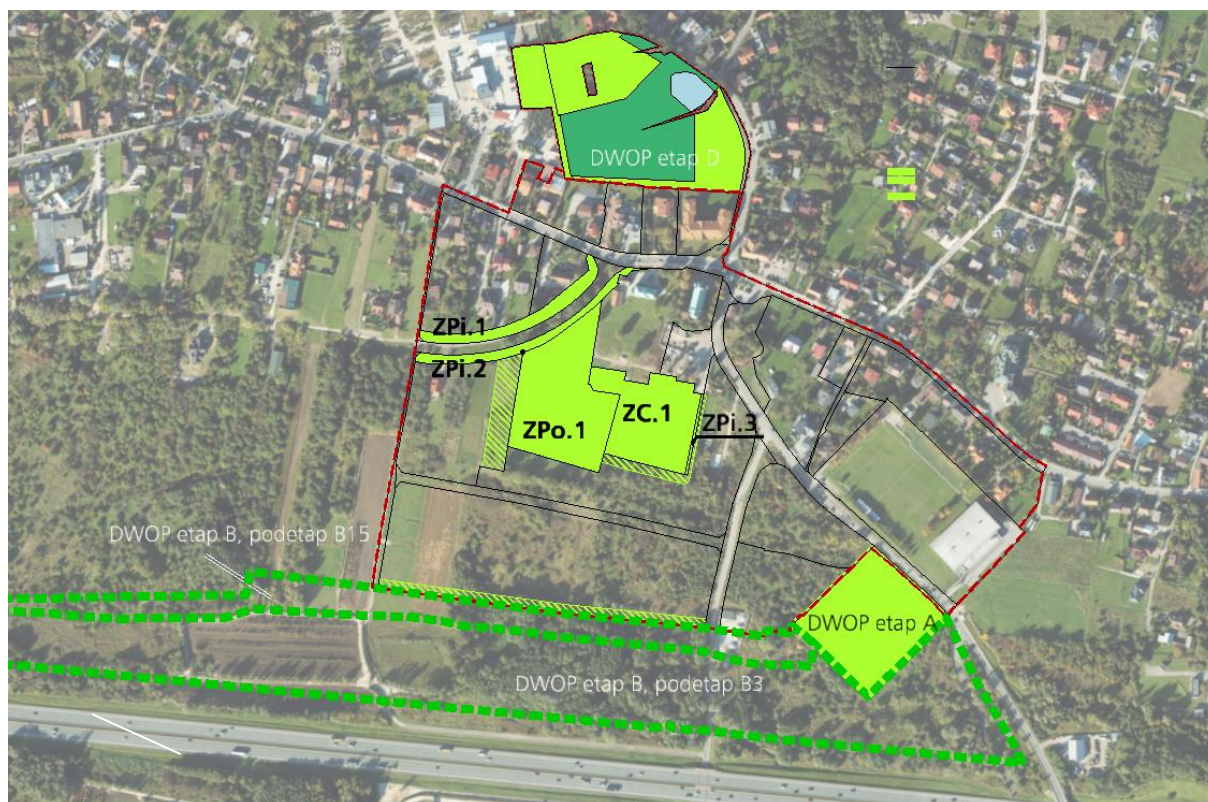 DWOP etap D
ZPi.1
ZPi.2
ZPo.1
ZC.1
ZPi.3
DWOP etap B, podetap B15
DWOP etap A
DWOP etap B, podetap B3